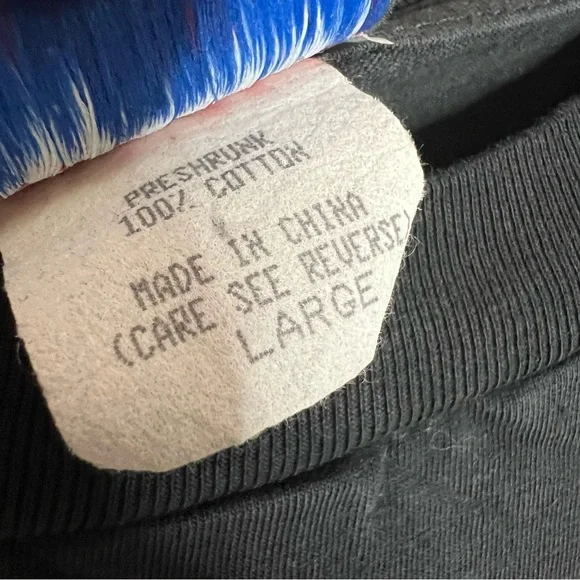 PRESHRUNK
100% COTTON
MADE IN CHINA
(CARE SEE REVERSE)
LARGE